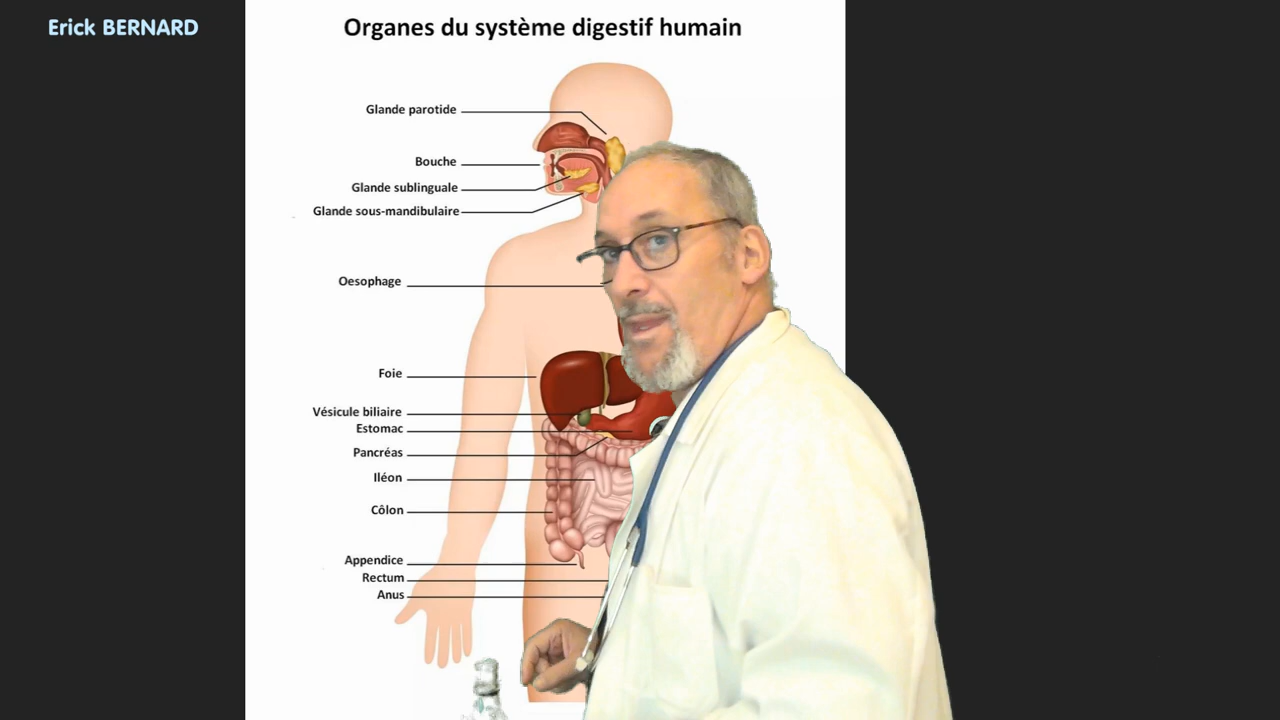 Erick BERNARD
Organes du système digestif humain
Glande parotide
Bouche
Glande sublinguale
Glande sous-mandibulaire
Oesophage
Foie
Vésicule biliaire
Estomac
Pancréas
Iléon
Côlon
Appendice
Rectum
Anus